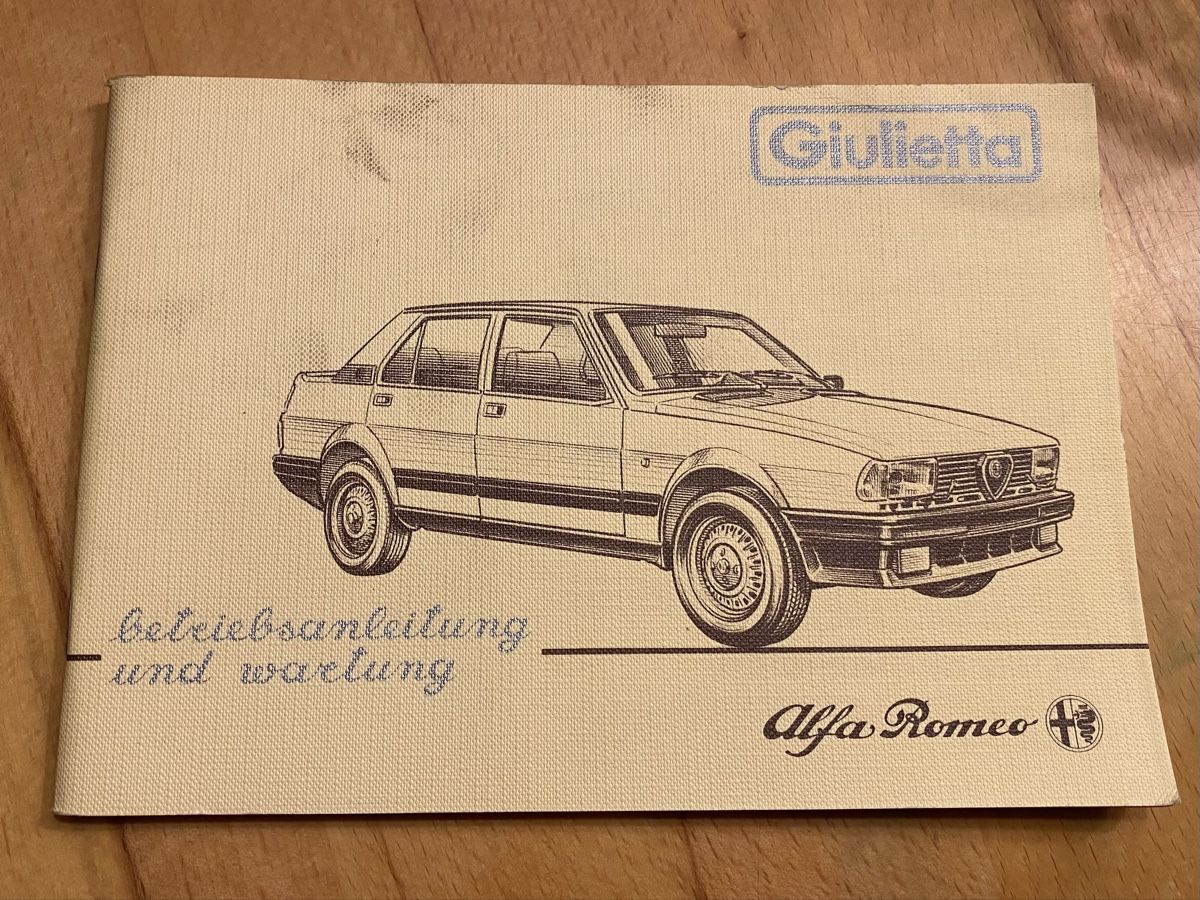 Giulietta
betriebsanleitung
und wartung
Alfa Romeo